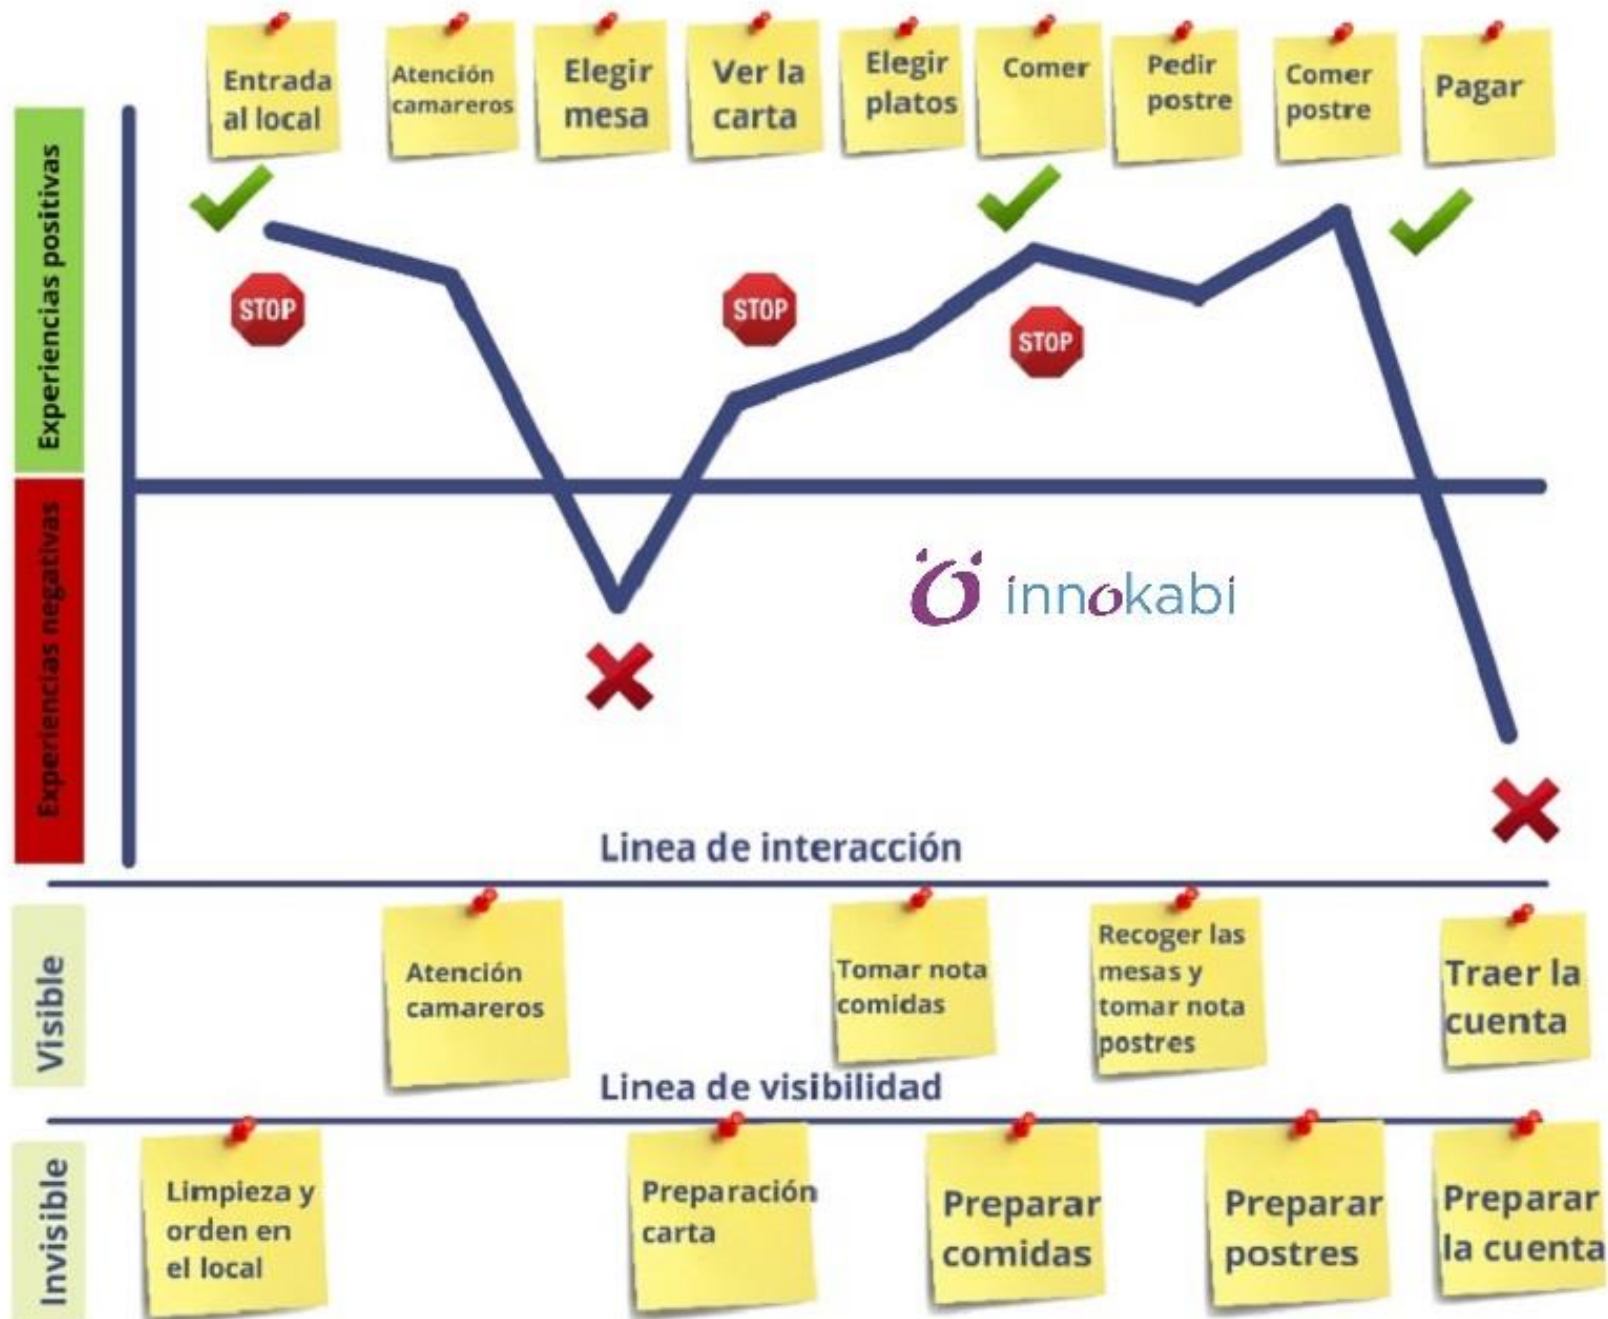 Entrada
al local
Atención
camareros
Elegir
mesa
Ver la
carta
Elegir
platos
Comer
Pedir
postre
Comer
postre
Pagar
Experiencias positivas
STOP
STOP
STOP
Experiencias negativas
innokabi
Linea de interacción
Visible
Atención
camareros
Tomar nota
comidas
Recoger las
mesas y
tomar nota
postres
Traer la
cuenta
Linea de visibilidad
Invisible
Limpieza y
orden en
el local
Preparación
carta
Preparar
comidas
Preparar
postres
Preparar
la cuenta